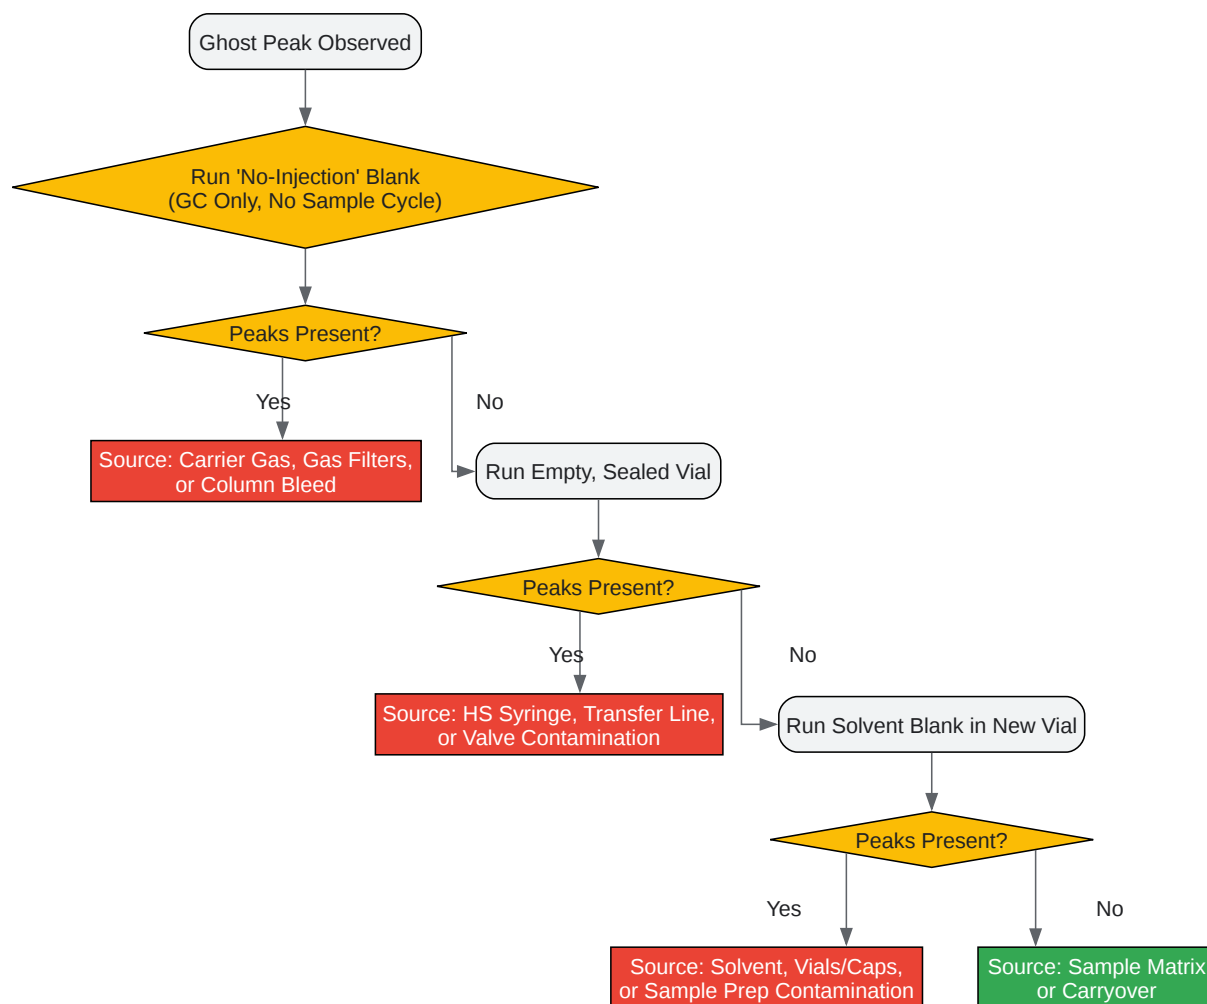 Ghost Peak Observed
Run 'No-Injection' Blank
(GC Only, No Sample Cycle)
Peaks Present?
Yes
No
Source: Carrier Gas, Gas Filters,
or Column Bleed
Run Empty, Sealed Vial
Peaks Present?
Yes
No
Source: HS Syringe, Transfer Line,
or Valve Contamination
Run Solvent Blank in New Vial
Peaks Present?
Yes
No
Source: Solvent, Vials/Caps,
or Sample Prep Contamination
Source: Sample Matrix
or Carryover